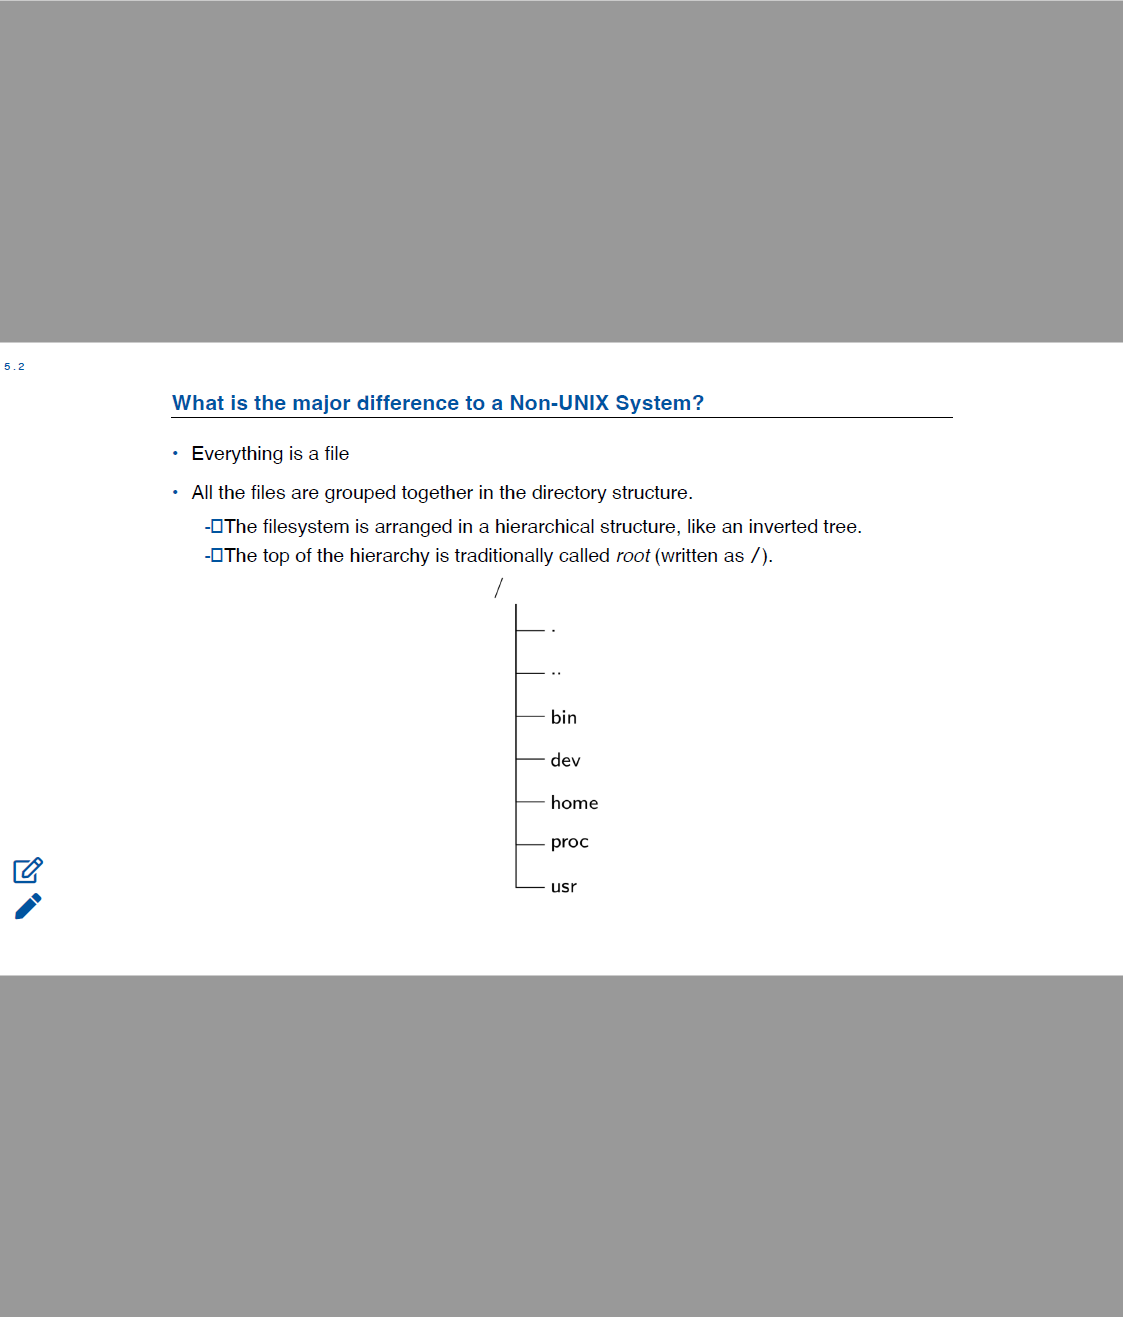 5.2
What is the major difference to a Non-UNIX System?
• Everything is a file
• All the files are grouped together in the directory structure.
-□The filesystem is arranged in a hierarchical structure, like an inverted tree.
-□The top of the hierarchy is traditionally called root (written as /).
/
.
..
bin
dev
home
proc
usr